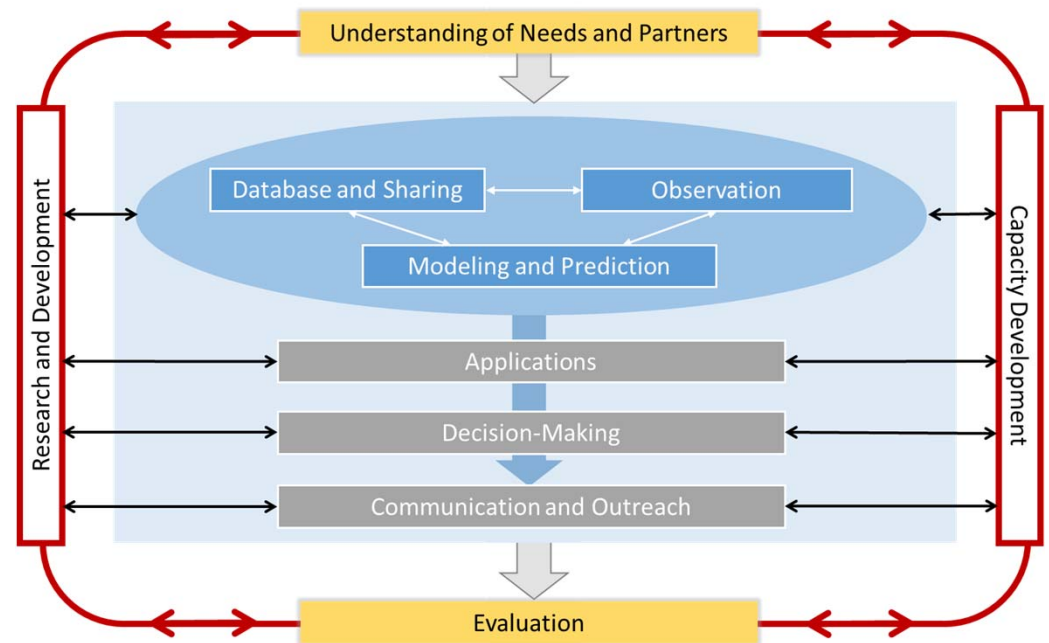 Understanding of Needs and Partners
Database and Sharing
Observation
Modeling and Prediction
Research and Development
Capacity Development
Applications
Decision-Making
Communication and Outreach
Evaluation